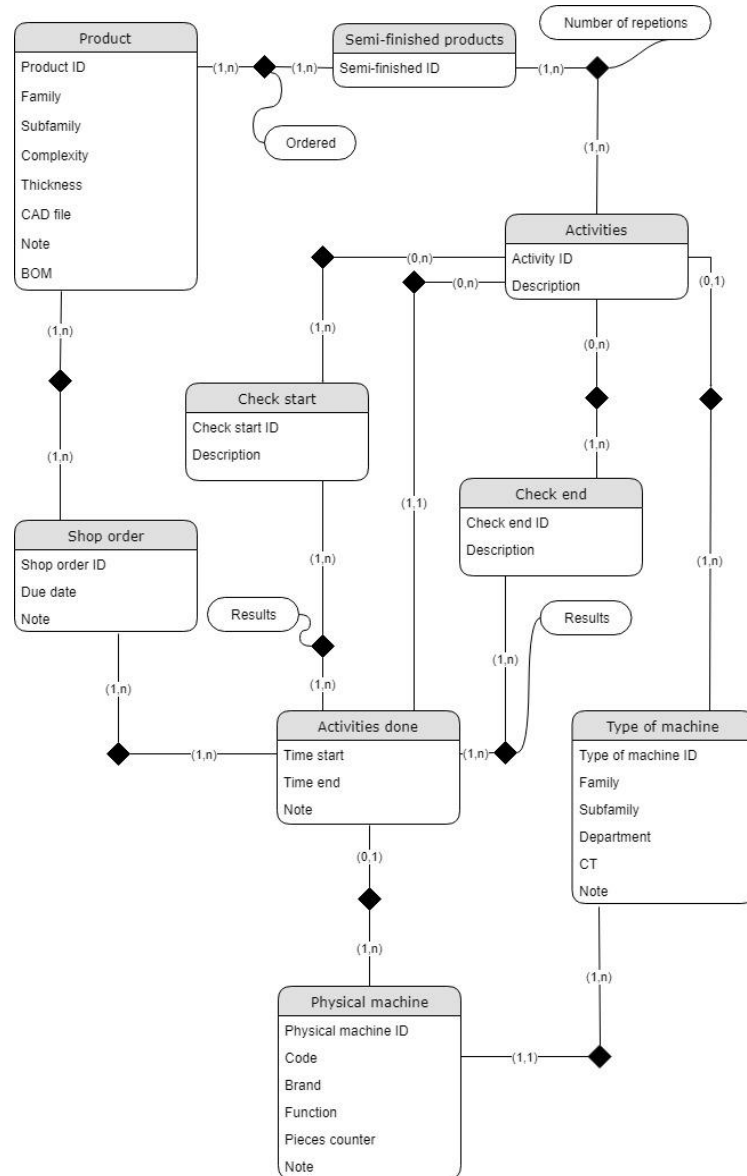 Number of repetions
Product
Product ID
Family
Subfamily
Complexity
Thickness
CAD file
Note
BOM
(1,n)
(1,n)
Semi-finished products
Semi-finished ID
(1,n)
Ordered
(1,n)
Activities
Activity ID
Description
(0,n)
(0,n)
(0,1)
(1,n)
(1,n)
(0,n)
Check start
Check start ID
Description
(1,n)
(1,n)
(1,1)
Check end
Check end ID
Description
Shop order
Shop order ID
Due date
Note
(1,n)
(1,n)
Results
Results
(1,n)
(1,n)
(1,n)
(1,n)
Activities done
Time start
Time end
Note
(1,n)
Type of machine
Type of machine ID
Family
Subfamily
Department
CT
Note
(0,1)
(1,n)
(1,n)
Physical machine
Physical machine ID
Code
Brand
Function
Pieces counter
Note
(1,1)